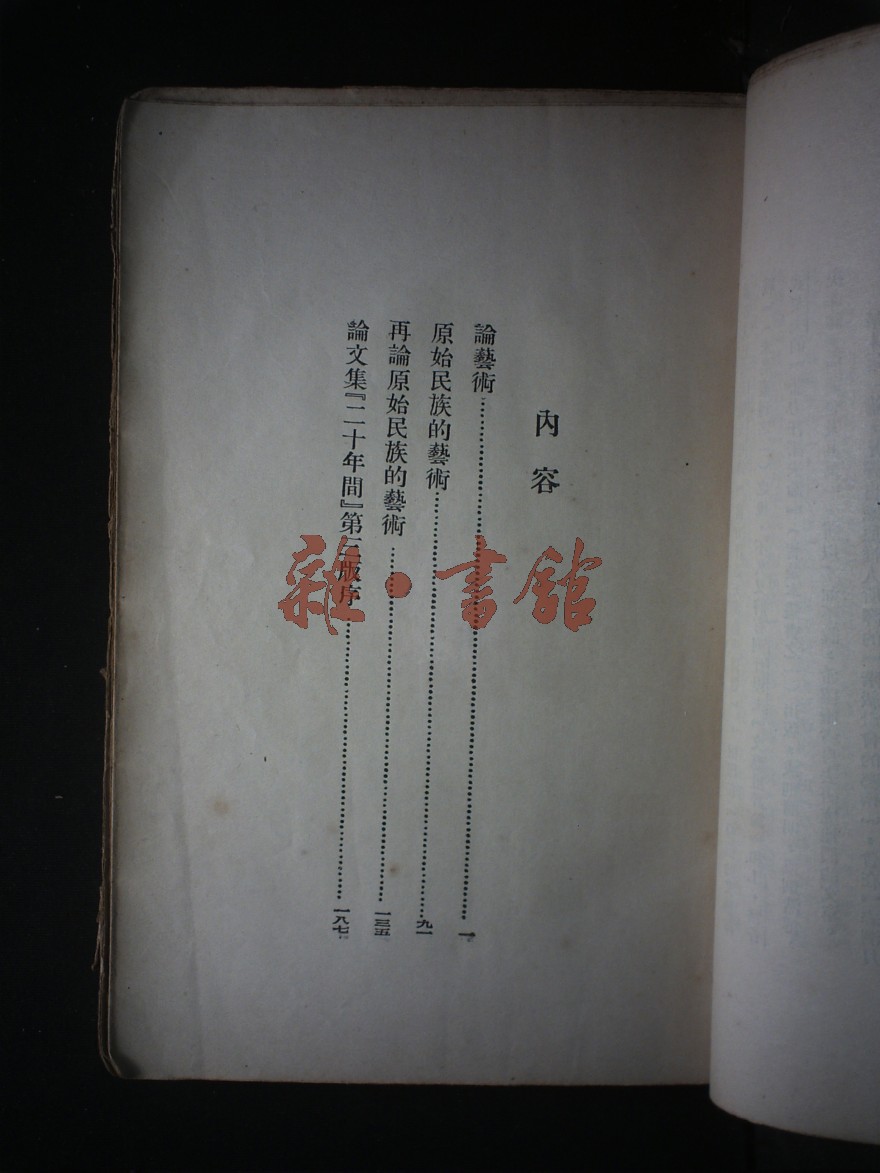 內容
論藝術……一
原始民族的藝術……九一
再論原始民族的藝術……一三五
論文集『二十年間』第三版序……一八七
雜·書館